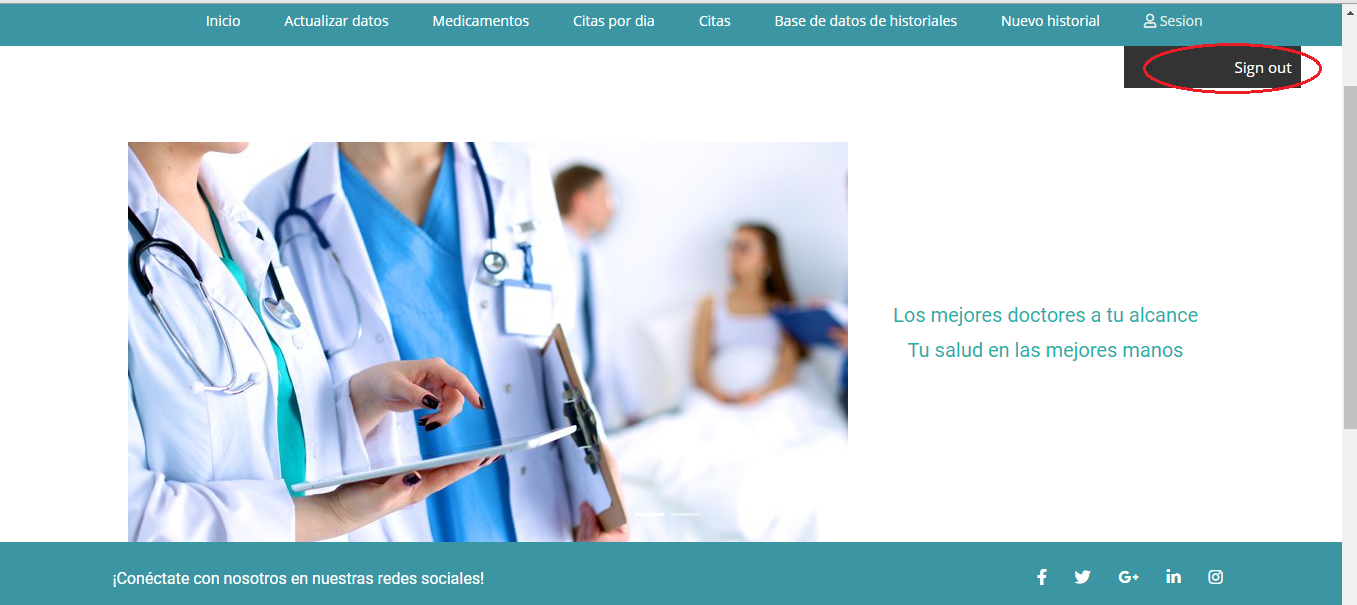 Inicio Actualizar datos Medicamentos Citas por dia Citas Base de datos de historiales Nuevo historial Sesion
Sign out
Los mejores doctores a tu alcance
Tu salud en las mejores manos
¡Conéctate con nosotros en nuestras redes sociales!